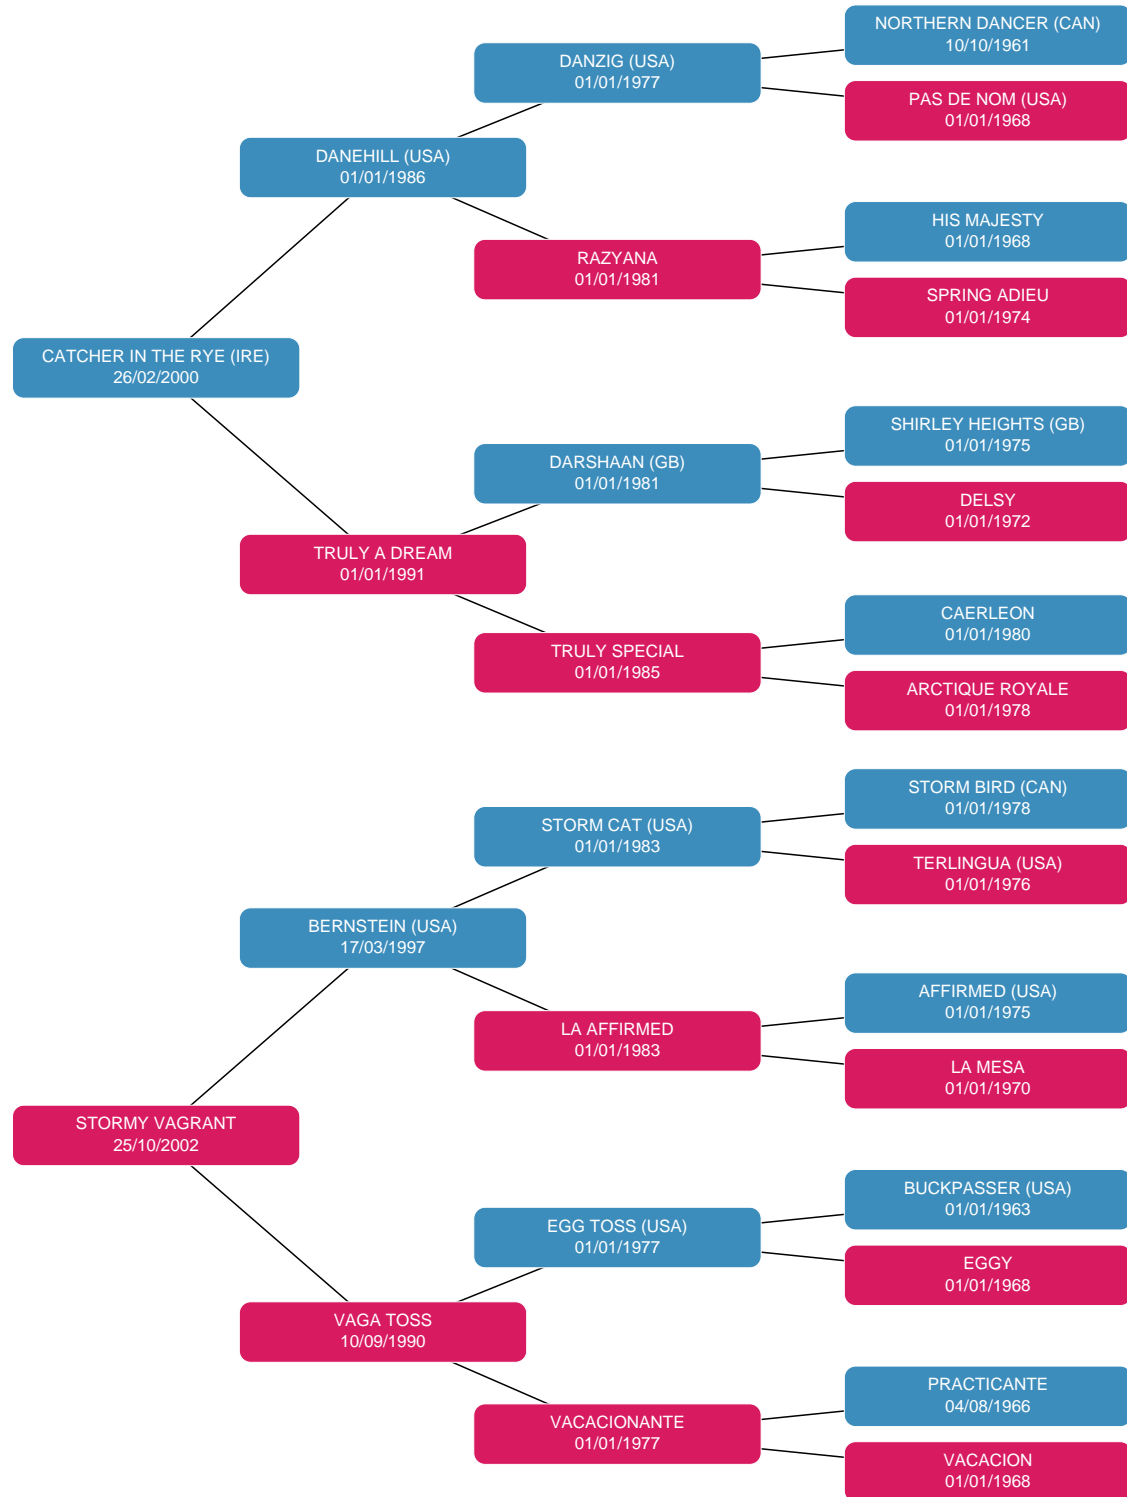 NORTHERN DANCER (CAN)
10/10/1961
DANZIG (USA)
01/01/1977
PAS DE NOM (USA)
01/01/1968
DANEHILL (USA)
01/01/1986
HIS MAJESTY
01/01/1968
RAZYANA
01/01/1981
SPRING ADIEU
01/01/1974
CATCHER IN THE RYE (IRE)
26/02/2000
SHIRLEY HEIGHTS (GB)
01/01/1975
DARSHAAN (GB)
01/01/1981
DELSY
01/01/1972
TRULY A DREAM
01/01/1991
CAERLEON
01/01/1980
TRULY SPECIAL
01/01/1985
ARCTIQUE ROYALE
01/01/1978
STORM BIRD (CAN)
01/01/1978
STORM CAT (USA)
01/01/1983
TERLINGUA (USA)
01/01/1976
BERNSTEIN (USA)
17/03/1997
AFFIRMED (USA)
01/01/1975
LA AFFIRMED
01/01/1983
LA MESA
01/01/1970
STORMY VAGRANT
25/10/2002
BUCKPASSER (USA)
01/01/1963
EGG TOSS (USA)
01/01/1977
EGGY
01/01/1968
VAGA TOSS
10/09/1990
PRACTICANTE
04/08/1966
VACACIONANTE
01/01/1977
VACACION
01/01/1968